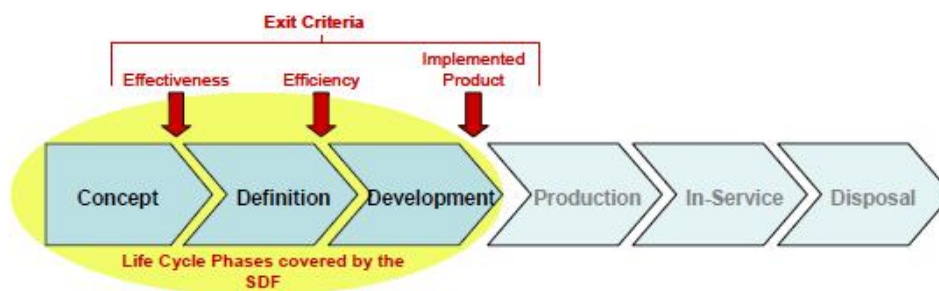 Exit Criteria
Effectiveness
Efficiency
Implemented
Product
Concept
Definition
Development
Production
In-Service
Disposal
Life Cycle Phases covered by the
SDF